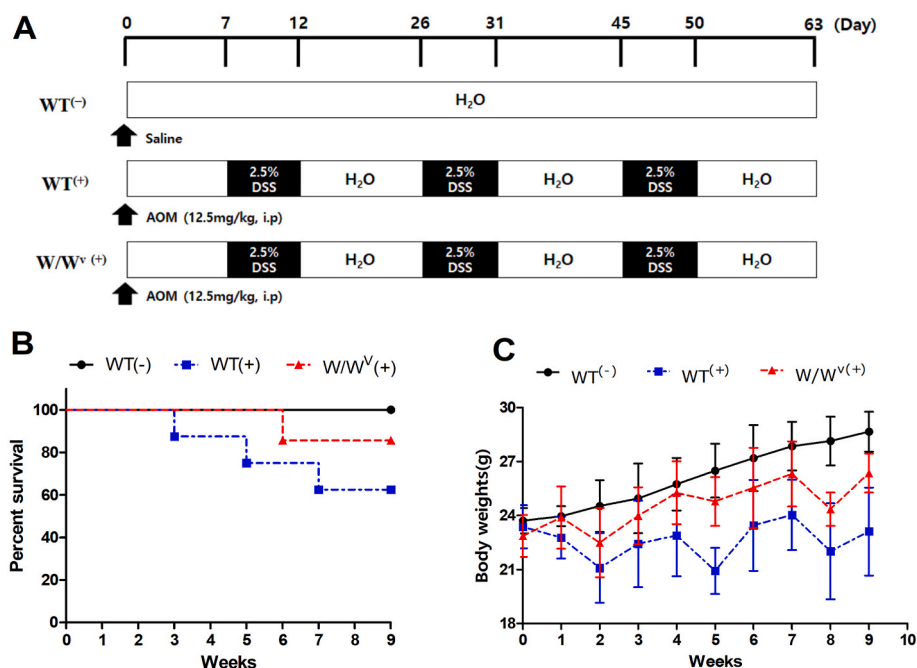 A
0 7 12 26 31 45 50 63 (Day)
WT(−) H₂O
Saline
WT(+) 2.5% DSS H₂O 2.5% DSS H₂O 2.5% DSS H₂O
AOM (12.5mg/kg, i.p)
W/Wᵛ (+) 2.5% DSS H₂O 2.5% DSS H₂O 2.5% DSS H₂O
AOM (12.5mg/kg, i.p)
B
WT(-) WT(+) W/Wⱽ(+)
Percent survival
100
80
60
40
20
0
0 1 2 3 4 5 6 7 8 9
Weeks
C
WT(-) WT(+) W/Wᵛ(+)
Body weights(g)
30
27
24
21
18
0 1 2 3 4 5 6 7 8 9 10
Weeks